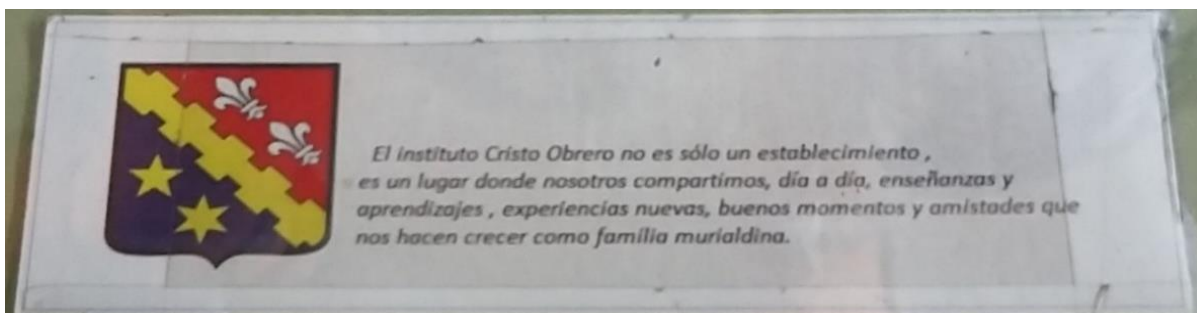 El instituto Cristo Obrero no es sólo un establecimiento ,
es un lugar donde nosotros compartimos, día a día, enseñanzas y
aprendizajes , experiencias nuevas, buenos momentos y amistades que
nos hacen crecer como familia murialdina.